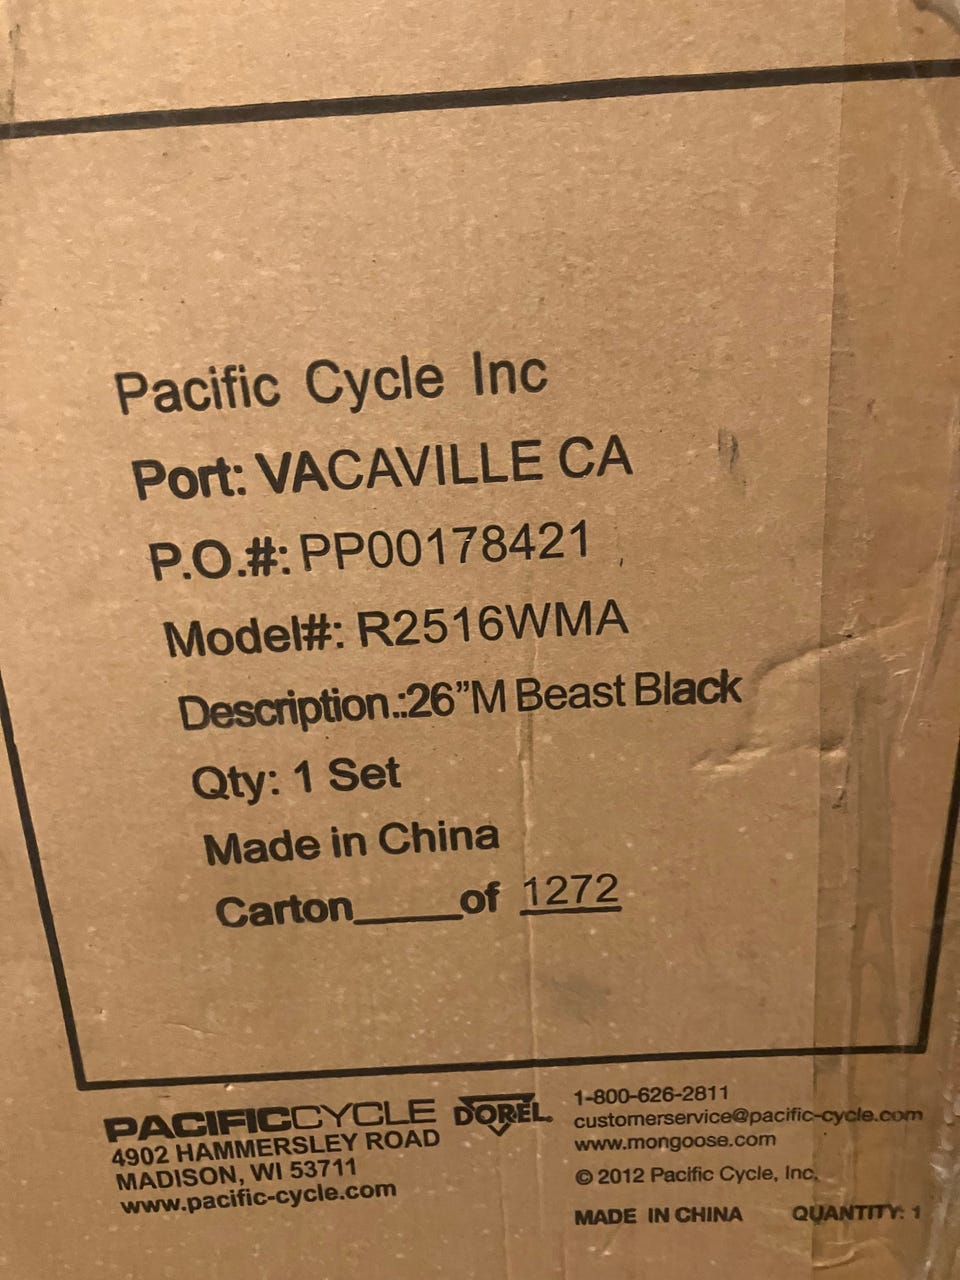 Pacific Cycle Inc
Port: VACAVILLE CA
P.O.#: PP00178421
Model#: R2516WMA
Description.:26”M Beast Black
Qty: 1 Set
Made in China
Carton_____of 1272
PACIFICCYCLE
4902 HAMMERSLEY ROAD
MADISON, WI 53711
www.pacific-cycle.com
DOREL
1-800-626-2811
customerservice@pacific-cycle.com
www.mongoose.com
© 2012 Pacific Cycle, Inc.
MADE IN CHINA QUANTITY: 1